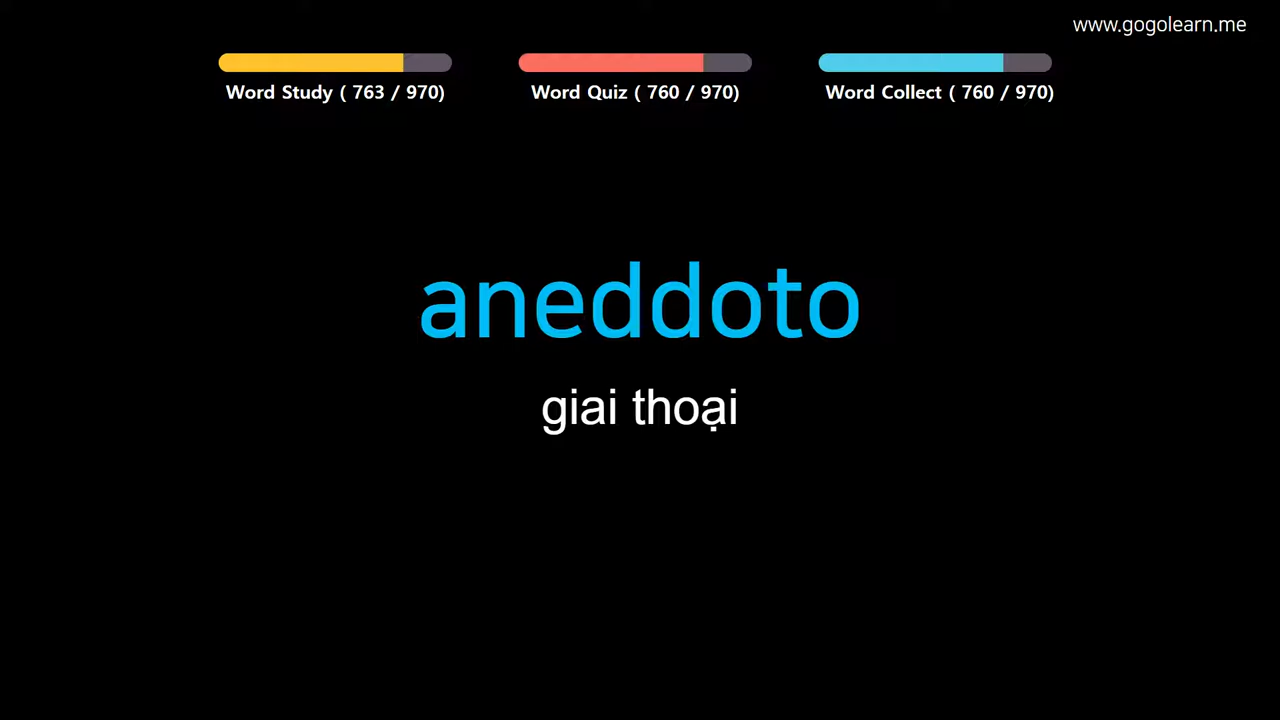 www.gogolearn.me
Word Study ( 763 / 970)
Word Quiz ( 760 / 970)
Word Collect ( 760 / 970)
aneddoto
giai thoại